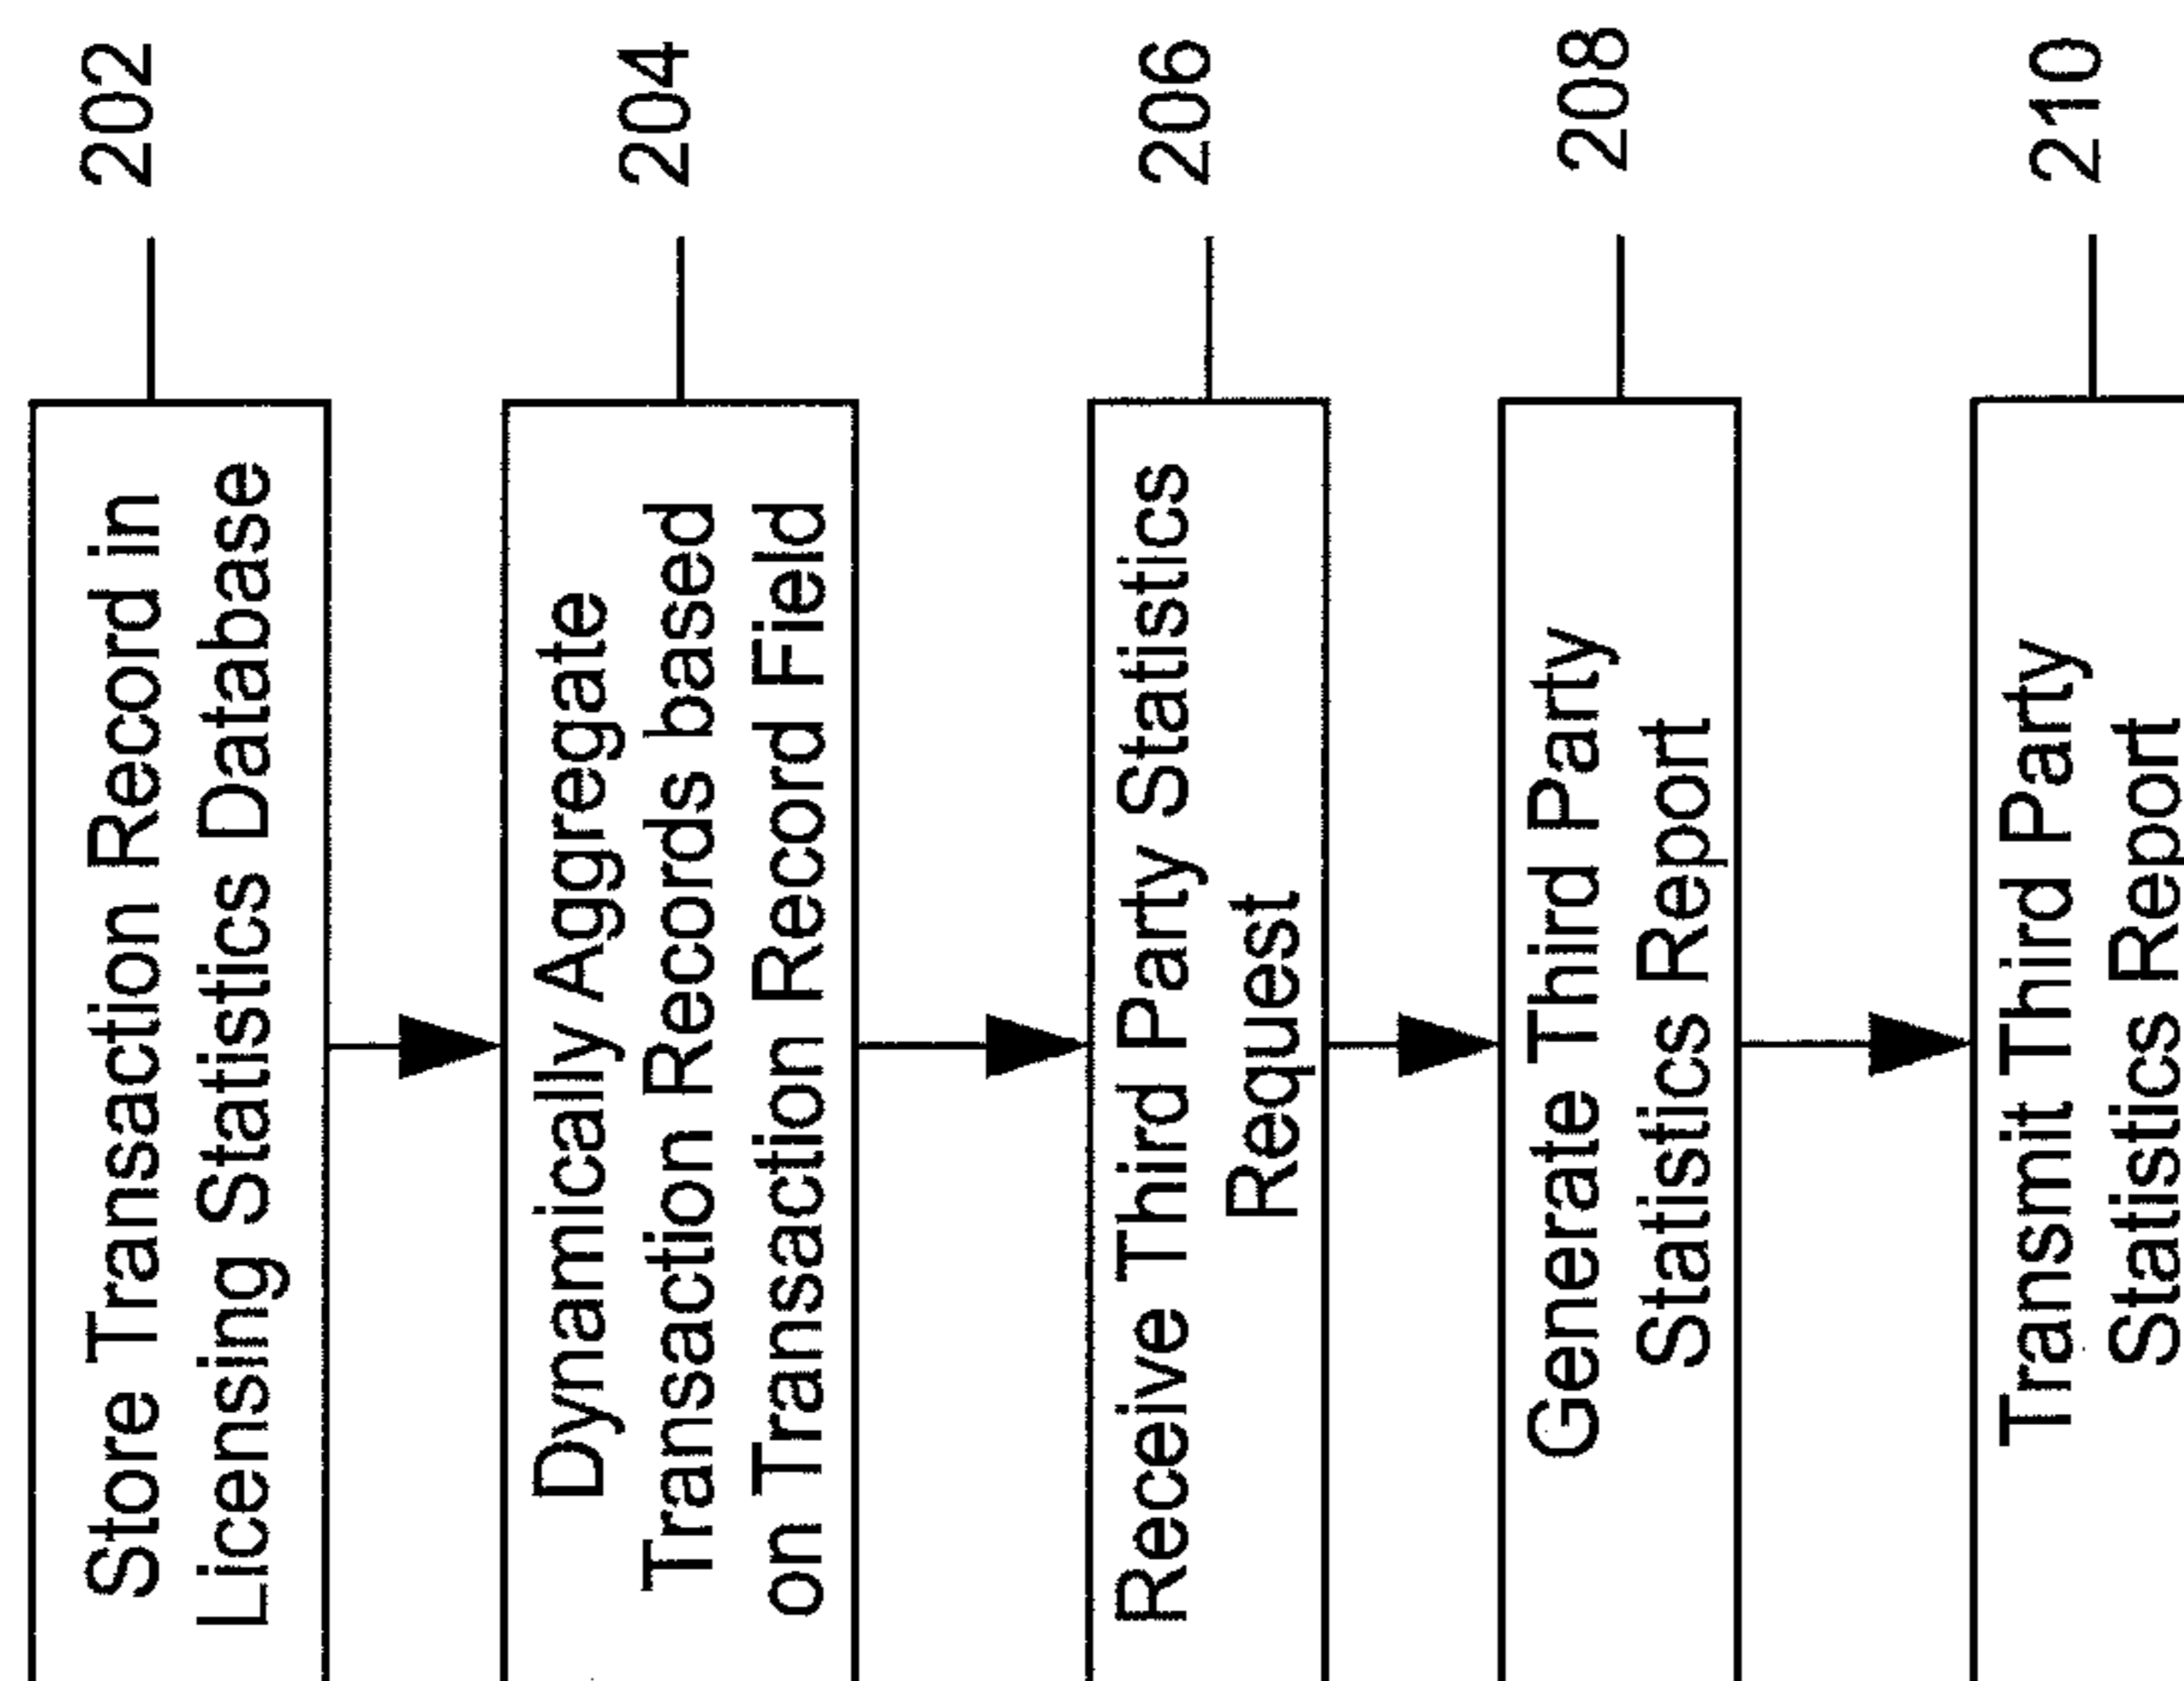 Store Transaction Record in
Licensing Statistics Database
202
Dynamically Aggregate
Transaction Records based
on Transaction Record Field
204
Receive Third Party Statistics
Request
206
Generate Third Party
Statistics Report
208
Transmit Third Party
Statistics Report
210